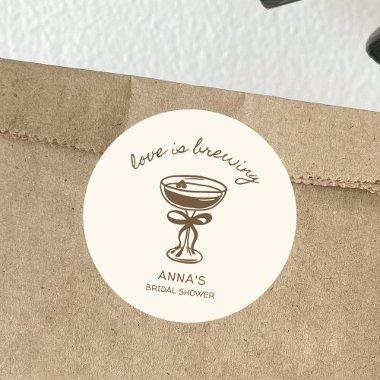 love is brewing
ANNA'S
BRIDAL SHOWER